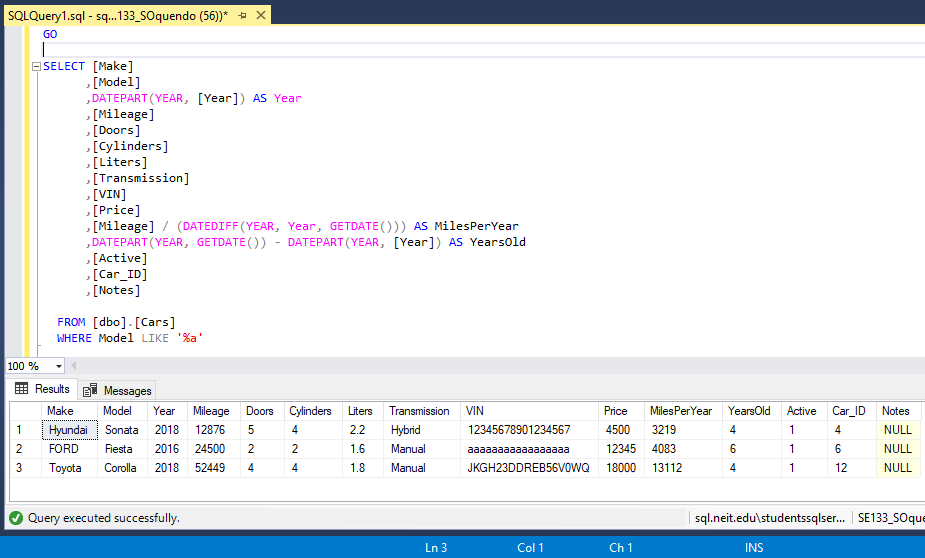 SQLQuery1.sql - sq...133_SOquendo (56))*
GO
SELECT [Make]
,[Model]
,DATEPART(YEAR, [Year]) AS Year
,[Mileage]
,[Doors]
,[Cylinders]
,[Liters]
,[Transmission]
,[VIN]
,[Price]
,[Mileage] / (DATEDIFF(YEAR, Year, GETDATE())) AS MilesPerYear
,DATEPART(YEAR, GETDATE()) - DATEPART(YEAR, [Year]) AS YearsOld
,[Active]
,[Car_ID]
,[Notes]
FROM [dbo].[Cars]
WHERE Model LIKE '%a'
100 %
Results Messages
Make Model Year Mileage Doors Cylinders Liters Transmission VIN Price MilesPerYear YearsOld Active Car_ID Notes
1 Hyundai Sonata 2018 12876 5 4 2.2 Hybrid 12345678901234567 4500 3219 4 1 4 NULL
2 FORD Fiesta 2016 24500 2 2 1.6 Manual aaaaaaaaaaaaaaaaa 12345 4083 6 1 6 NULL
3 Toyota Corolla 2018 52449 4 4 1.8 Manual JKGH23DDREB56V0WQ 18000 13112 4 1 12 NULL
Query executed successfully. sql.neit.edu\studentssqlser... SE133_SOque
Ln 3 Col 1 Ch 1 INS